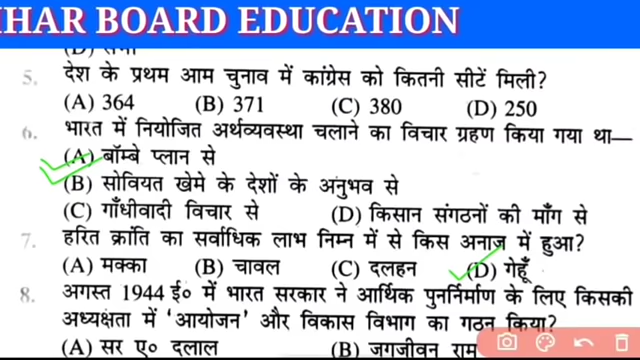 IHAR BOARD EDUCATION
5. देश के प्रथम आम चुनाव में कांग्रेस को कितनी सीटें मिली?
(A) 364 (B) 371 (C) 380 (D) 250
6. भारत में नियोजित अर्थव्यवस्था चलाने का विचार ग्रहण किया गया था—
(A) बॉम्बे प्लान से
(B) सोवियत खेमे के देशों के अनुभव से
(C) गाँधीवादी विचार से (D) किसान संगठनों की माँग से
7. हरित क्रांति का सर्वाधिक लाभ निम्न में से किस अनाज में हुआ?
(A) मक्का (B) चावल (C) दलहन (D) गेहूँ
8. अगस्त 1944 ई० में भारत सरकार ने आर्थिक पुनर्निर्माण के लिए किसकी
अध्यक्षता में 'आयोजन' और विकास विभाग का गठन किया?
(A) सर ए० दलाल (B) जगजीवन राम